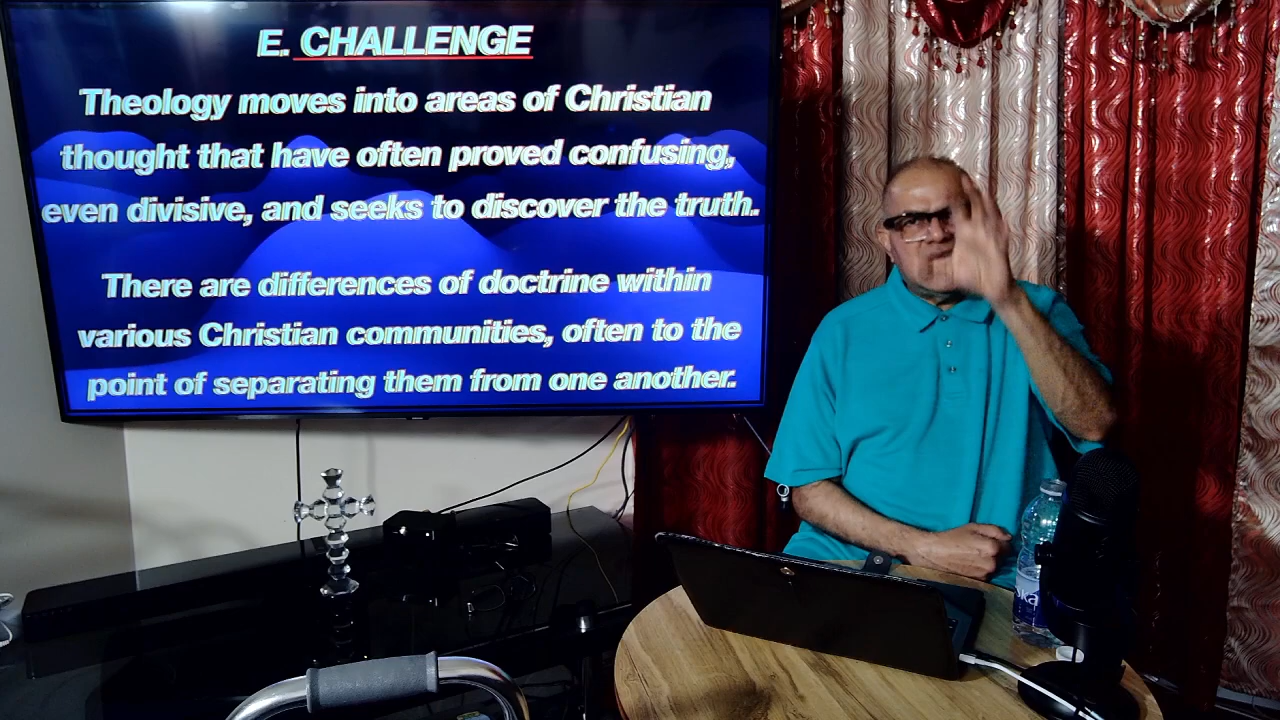 E. CHALLENGE
Theology moves into areas of Christian
thought that have often proved confusing,
even divisive, and seeks to discover the truth.
There are differences of doctrine within
various Christian communities, often to the
point of separating them from one another.